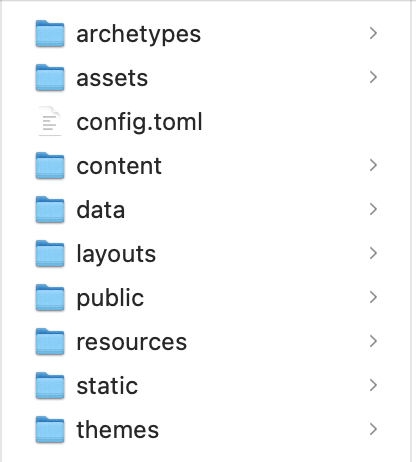 archetypes
assets
config.toml
content
data
layouts
public
resources
static
themes